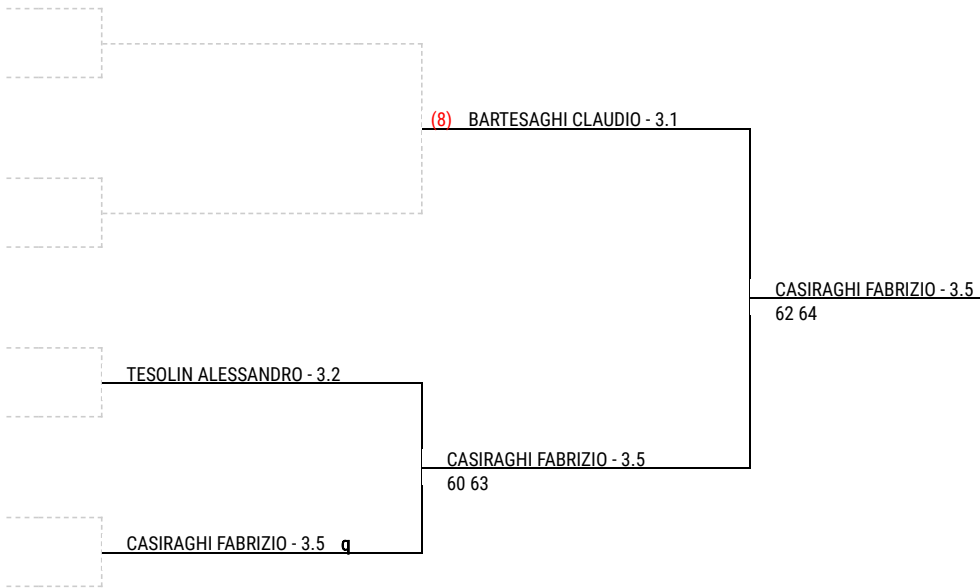 (8) BARTESAGHI CLAUDIO - 3.1
CASIRAGHI FABRIZIO - 3.5
62 64
TESOLIN ALESSANDRO - 3.2
CASIRAGHI FABRIZIO - 3.5
60 63
CASIRAGHI FABRIZIO - 3.5 q